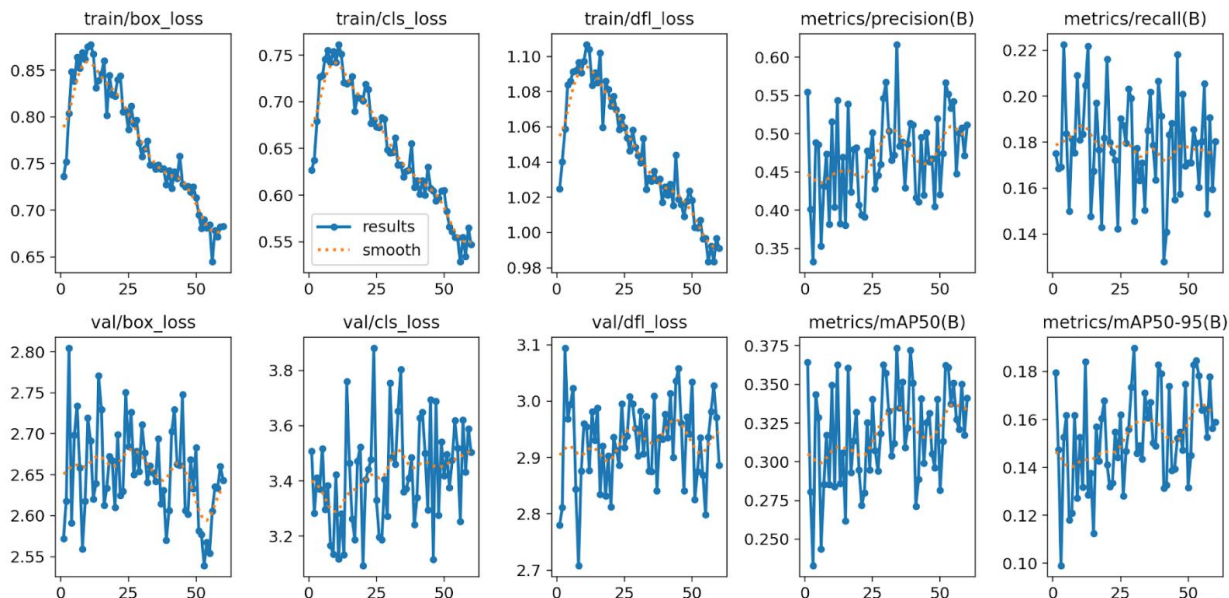 train/box_loss
train/cls_loss
train/dfl_loss
metrics/precision(B)
metrics/recall(B)
0.85
0.80
0.75
0.70
0.65
0 25 50
0.75
0.70
0.65
0.60
0.55
results
smooth
0 25 50
1.10
1.08
1.06
1.04
1.02
1.00
0.98
0 25 50
0.60
0.55
0.50
0.45
0.40
0.35
0 25 50
0.22
0.20
0.18
0.16
0.14
0 25 50
val/box_loss
val/cls_loss
val/dfl_loss
metrics/mAP50(B)
metrics/mAP50-95(B)
2.80
2.75
2.70
2.65
2.60
2.55
0 25 50
3.8
3.6
3.4
3.2
0 25 50
3.1
3.0
2.9
2.8
2.7
0 25 50
0.375
0.350
0.325
0.300
0.275
0.250
0 25 50
0.18
0.16
0.14
0.12
0.10
0 25 50